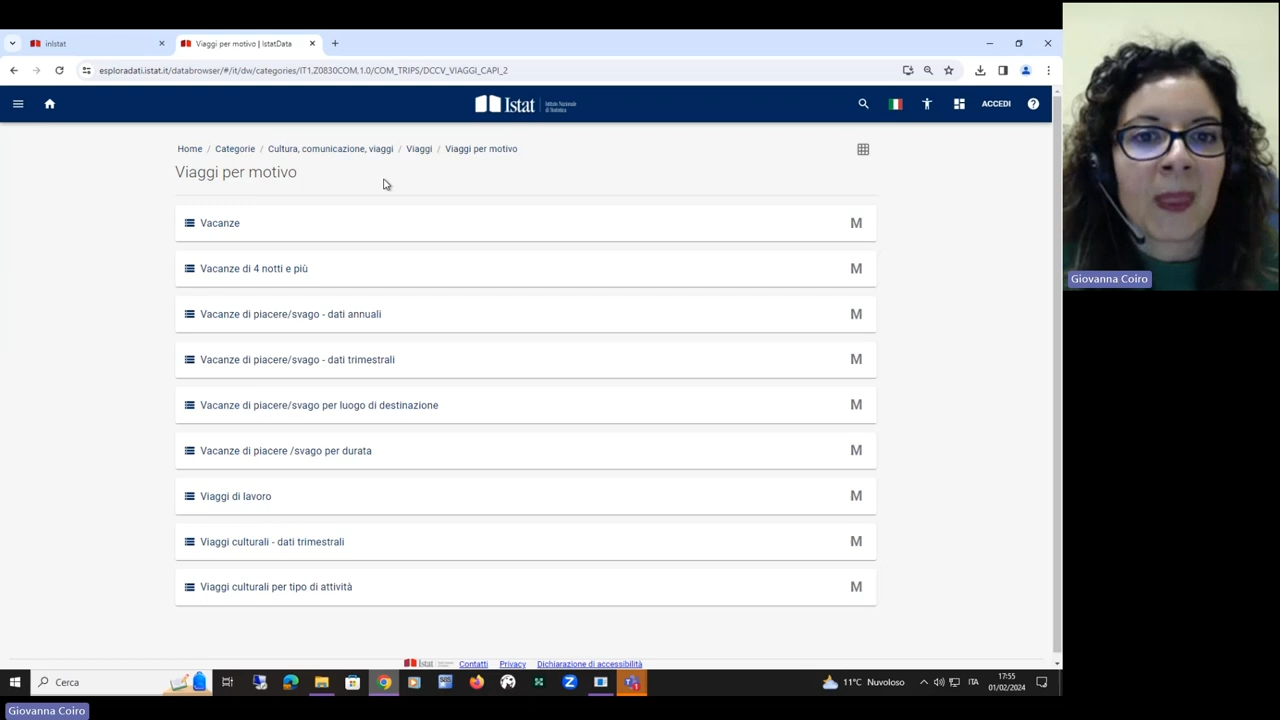 inIstat
Viaggi per motivo | IstatData
esploradati.istat.it/databrowser/#/it/dw/categories/IT1,Z0830COM,1.0/COM_TRIPS/DCCV_VIAGGI_CAPI_2
Istat
ACCEDI
Home / Categorie / Cultura, comunicazione, viaggi / Viaggi / Viaggi per motivo
Viaggi per motivo
Vacanze M
Vacanze di 4 notti e più M
Vacanze di piacere/svago - dati annuali M
Vacanze di piacere/svago - dati trimestrali M
Vacanze di piacere/svago per luogo di destinazione M
Vacanze di piacere /svago per durata M
Viaggi di lavoro M
Viaggi culturali - dati trimestrali M
Viaggi culturali per tipo di attività M
Istat Contatti Privacy Dichiarazione di accessibilità
Cerca
11°C Nuvoloso
ITA
17:55
01/02/2024
Giovanna Coiro
Giovanna Coiro